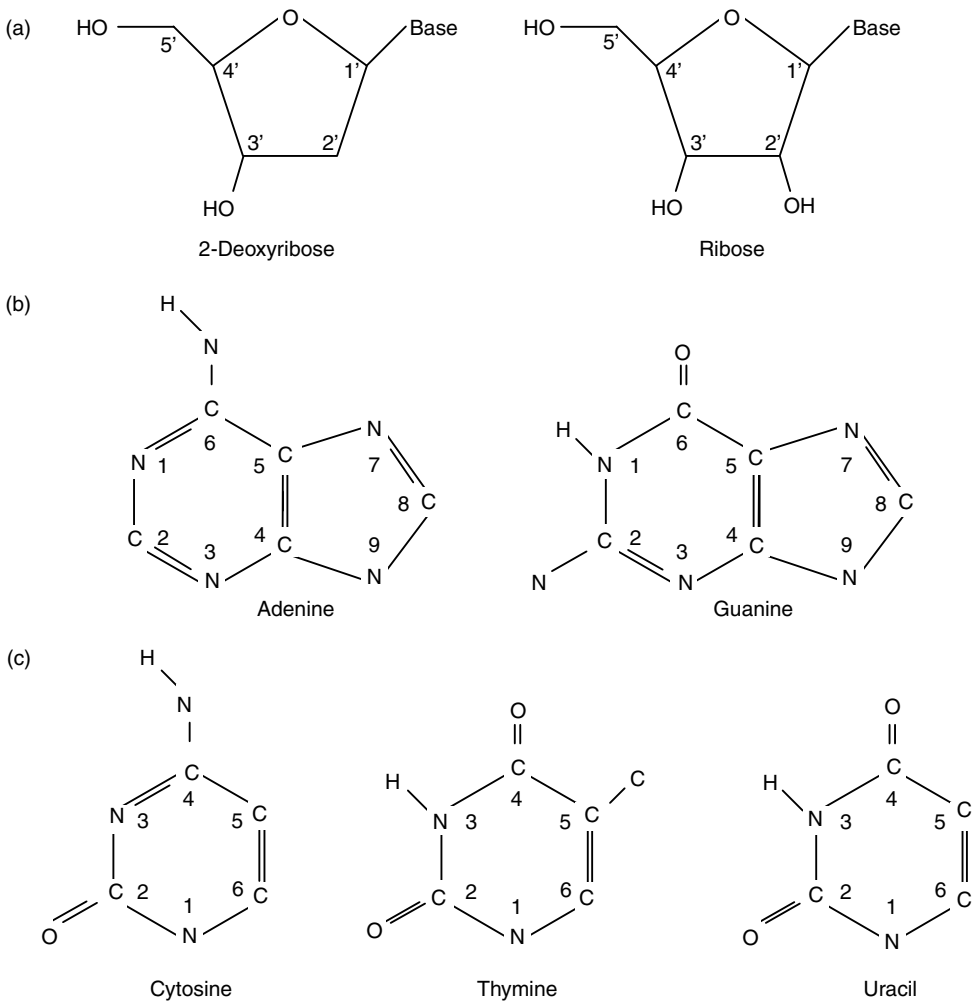 (a)
HO 5' 4' O 1' Base 3' 2' HO
2-Deoxyribose
HO 5' 4' O 1' Base 3' 2' HO OH
Ribose
(b)
H
N
C
6
N 1 5 C N 7
8 C
C 2 3 4 C 9
N N
Adenine
O
C
H 6
N 1 5 C N 7
8 C
C 2 3 4 C 9
N N N
Guanine
(c)
H
N
C
4
N 3 5 C
C 2 1 6 C
O N
Cytosine
O
C C
H 4
N 3 5 C
C 2 1 6 C
O N
Thymine
O
C
H 4
N 3 5 C
C 2 1 6 C
O N
Uracil